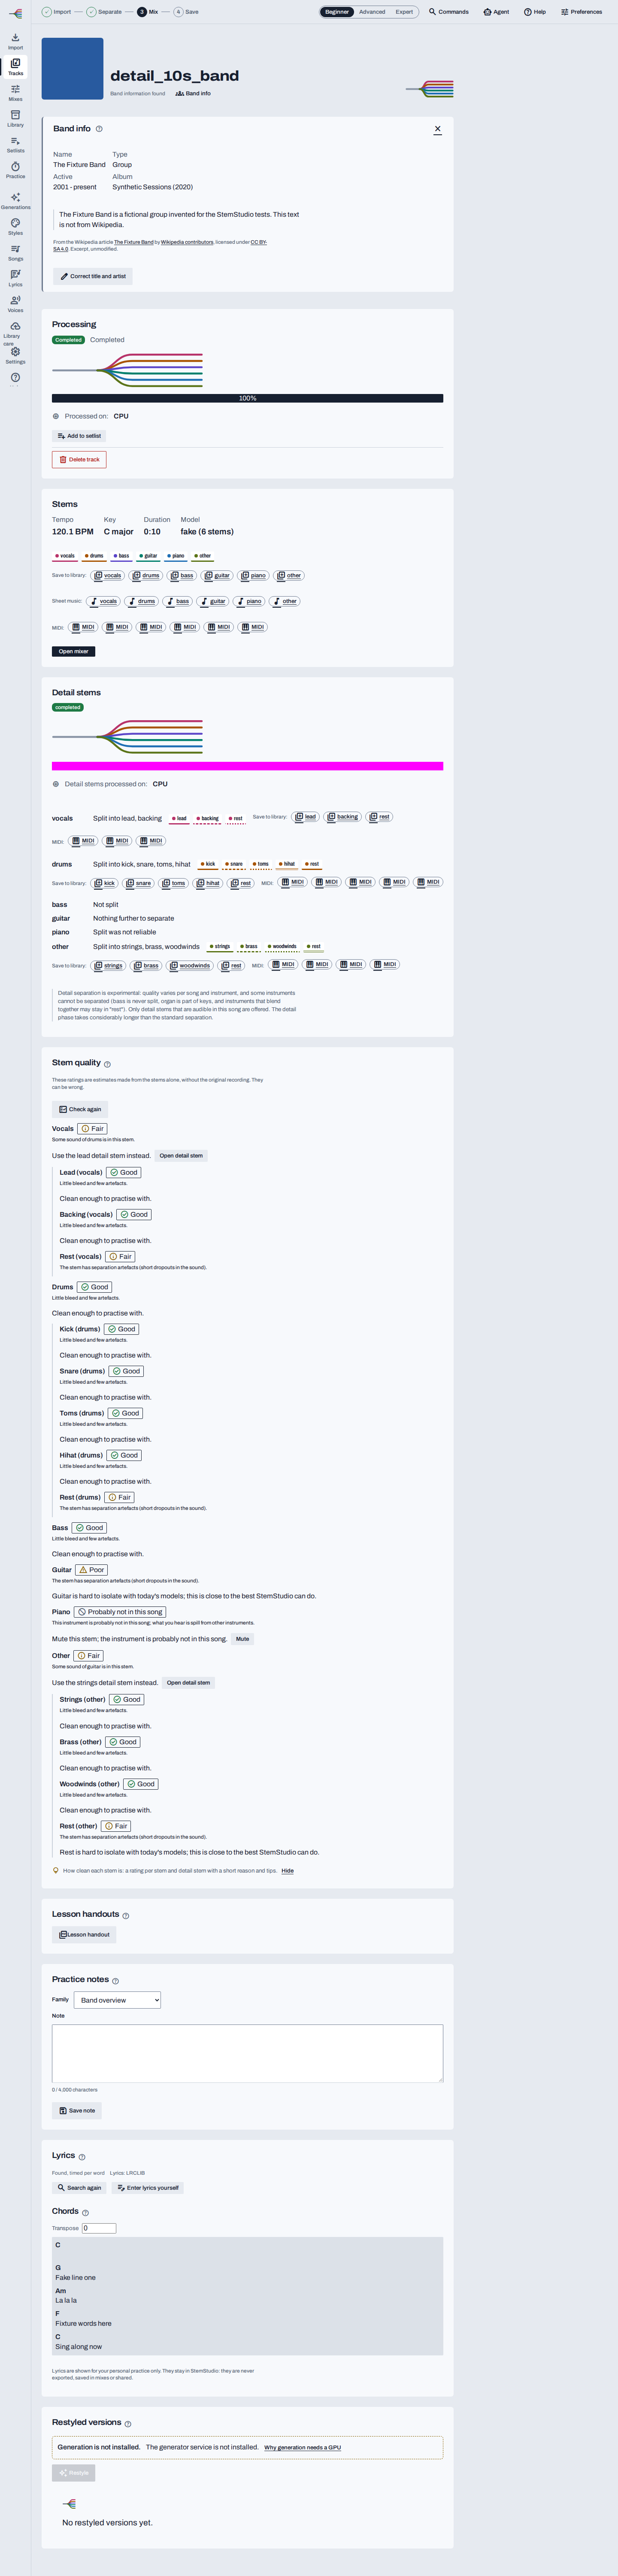 Import
Separate
3 Mix
4 Save
Beginner Advanced Expert
Commands
Agent
Help
Preferences
Import
Tracks
Mixes
Library
Setlists
Practice
Generations
Styles
Songs
Lyrics
Voices
Library care
Settings
detail_10s_band
Band information found
Band info
Band info
Name
The Fixture Band
Type
Group
Active
2001 - present
Album
Synthetic Sessions (2020)
The Fixture Band is a fictional group invented for the StemStudio tests. This text
is not from Wikipedia.
From the Wikipedia article The Fixture Band by Wikipedia contributors, licensed under CC BY-
SA 4.0. Excerpt, unmodified.
Correct title and artist
Processing
Completed Completed
100%
Processed on: CPU
Add to setlist
Delete track
Stems
Tempo Key Duration Model
120.1 BPM C major 0:10 fake (6 stems)
vocals drums bass guitar piano other
Save to library: vocals drums bass guitar piano other
Sheet music: vocals drums bass guitar piano other
MIDI: MIDI MIDI MIDI MIDI MIDI MIDI
Open mixer
Detail stems
completed
Detail stems processed on: CPU
vocals Split into lead, backing lead backing rest Save to library: lead backing rest
MIDI: MIDI MIDI MIDI
drums Split into kick, snare, toms, hihat kick snare toms hihat rest
Save to library: kick snare toms hihat rest MIDI: MIDI MIDI MIDI MIDI MIDI
bass Not split
guitar Nothing further to separate
piano Split was not reliable
other Split into strings, brass, woodwinds strings brass woodwinds rest
Save to library: strings brass woodwinds rest MIDI: MIDI MIDI MIDI MIDI
Detail separation is experimental: quality varies per song and instrument, and some instruments
cannot be separated (bass is never split, organ is part of keys, and instruments that blend
together may stay in "rest"). Only detail stems that are audible in this song are offered. The detail
phase takes considerably longer than the standard separation.
Stem quality
These ratings are estimates made from the stems alone, without the original recording. They
can be wrong.
Check again
Vocals Fair
Some sound of drums is in this stem.
Use the lead detail stem instead. Open detail stem
Lead (vocals) Good
Little bleed and few artefacts.
Clean enough to practise with.
Backing (vocals) Good
Little bleed and few artefacts.
Clean enough to practise with.
Rest (vocals) Fair
The stem has separation artefacts (short dropouts in the sound).
Drums Good
Little bleed and few artefacts.
Clean enough to practise with.
Kick (drums) Good
Little bleed and few artefacts.
Clean enough to practise with.
Snare (drums) Good
Little bleed and few artefacts.
Clean enough to practise with.
Toms (drums) Good
Little bleed and few artefacts.
Clean enough to practise with.
Hihat (drums) Good
Little bleed and few artefacts.
Clean enough to practise with.
Rest (drums) Fair
The stem has separation artefacts (short dropouts in the sound).
Bass Good
Little bleed and few artefacts.
Clean enough to practise with.
Guitar Poor
The stem has separation artefacts (short dropouts in the sound).
Guitar is hard to isolate with today's models; this is close to the best StemStudio can do.
Piano Probably not in this song
This instrument is probably not in this song; what you hear is spill from other instruments.
Mute this stem; the instrument is probably not in this song. Mute
Other Fair
Some sound of guitar is in this stem.
Use the strings detail stem instead. Open detail stem
Strings (other) Good
Little bleed and few artefacts.
Clean enough to practise with.
Brass (other) Good
Little bleed and few artefacts.
Clean enough to practise with.
Woodwinds (other) Good
Little bleed and few artefacts.
Clean enough to practise with.
Rest (other) Fair
The stem has separation artefacts (short dropouts in the sound).
Rest is hard to isolate with today's models; this is close to the best StemStudio can do.
How clean each stem is: a rating per stem and detail stem with a short reason and tips. Hide
Lesson handouts
Lesson handout
Practice notes
Family Band overview
Note
0 / 4,000 characters
Save note
Lyrics
Found, timed per word Lyrics: LRCLIB
Search again Enter lyrics yourself
Chords
Transpose 0
C
G
Fake line one
Am
La la la
F
Fixture words here
C
Sing along now
Lyrics are shown for your personal practice only. They stay in StemStudio: they are never
exported, saved in mixes or shared.
Restyled versions
Generation is not installed. The generator service is not installed. Why generation needs a GPU
Restyle
No restyled versions yet.